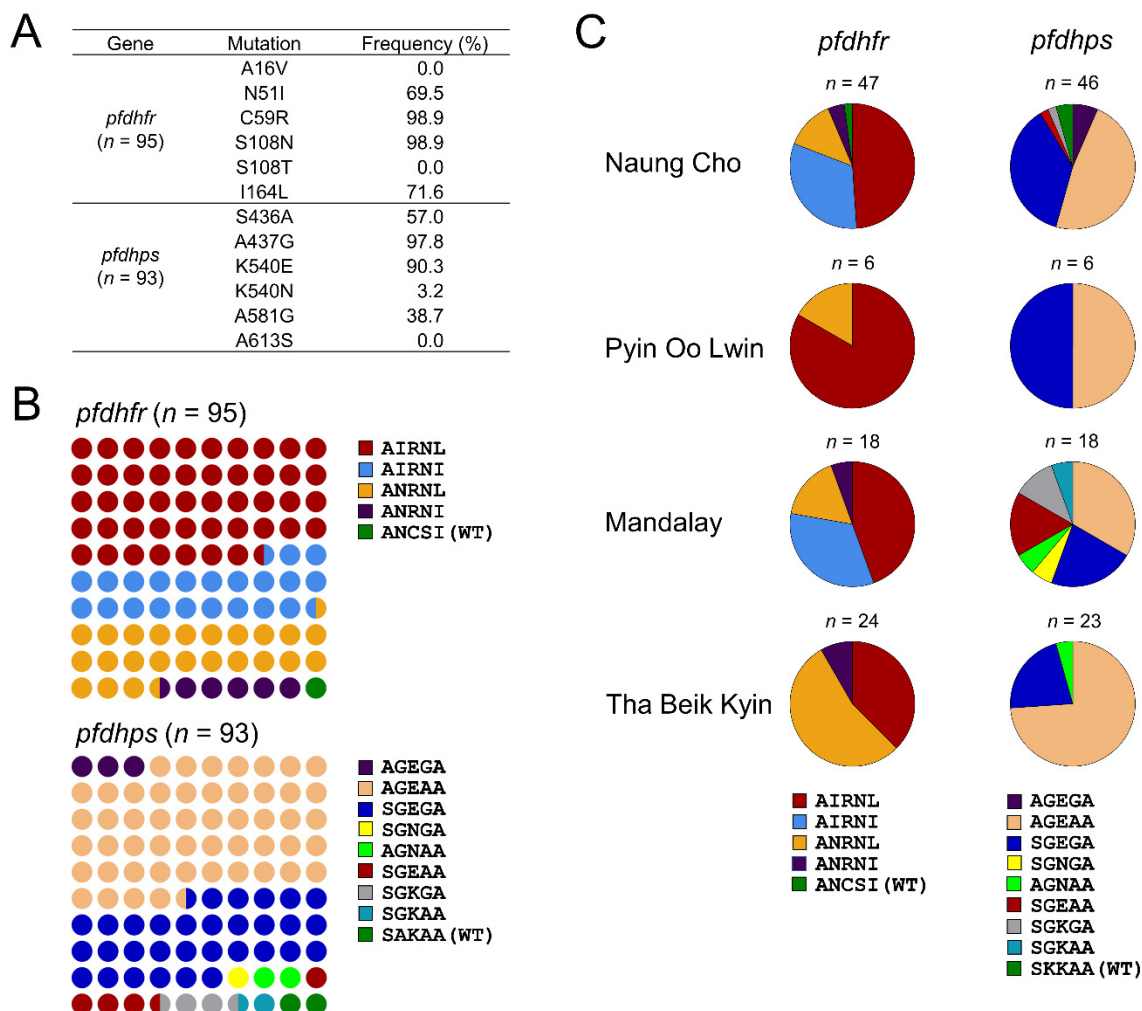 A
Gene Mutation Frequency (%)
A16V 0.0
N51I 69.5
pfdhfr C59R 98.9
(n = 95) S108N 98.9
S108T 0.0
I164L 71.6
S436A 57.0
A437G 97.8
pfdhps K540E 90.3
(n = 93) K540N 3.2
A581G 38.7
A613S 0.0
B
pfdhfr (n = 95)
AIRNL
AIRNI
ANRNL
ANRNI
ANCSI(WT)
pfdhps (n = 93)
AGEGA
AGEAA
SGEGA
SGNGA
AGNAA
SGEAA
SGKGA
SGKAA
SAKAA(WT)
C
pfdhfr pfdhps
n = 47 n = 46
Naung Cho
n = 6 n = 6
Pyin Oo Lwin
n = 18 n = 18
Mandalay
n = 24 n = 23
Tha Beik Kyin
AIRNL
AIRNI
ANRNL
ANRNI
ANCSI(WT)
AGEGA
AGEAA
SGEGA
SGNGA
AGNAA
SGEAA
SGKGA
SGKAA
SKKAA(WT)